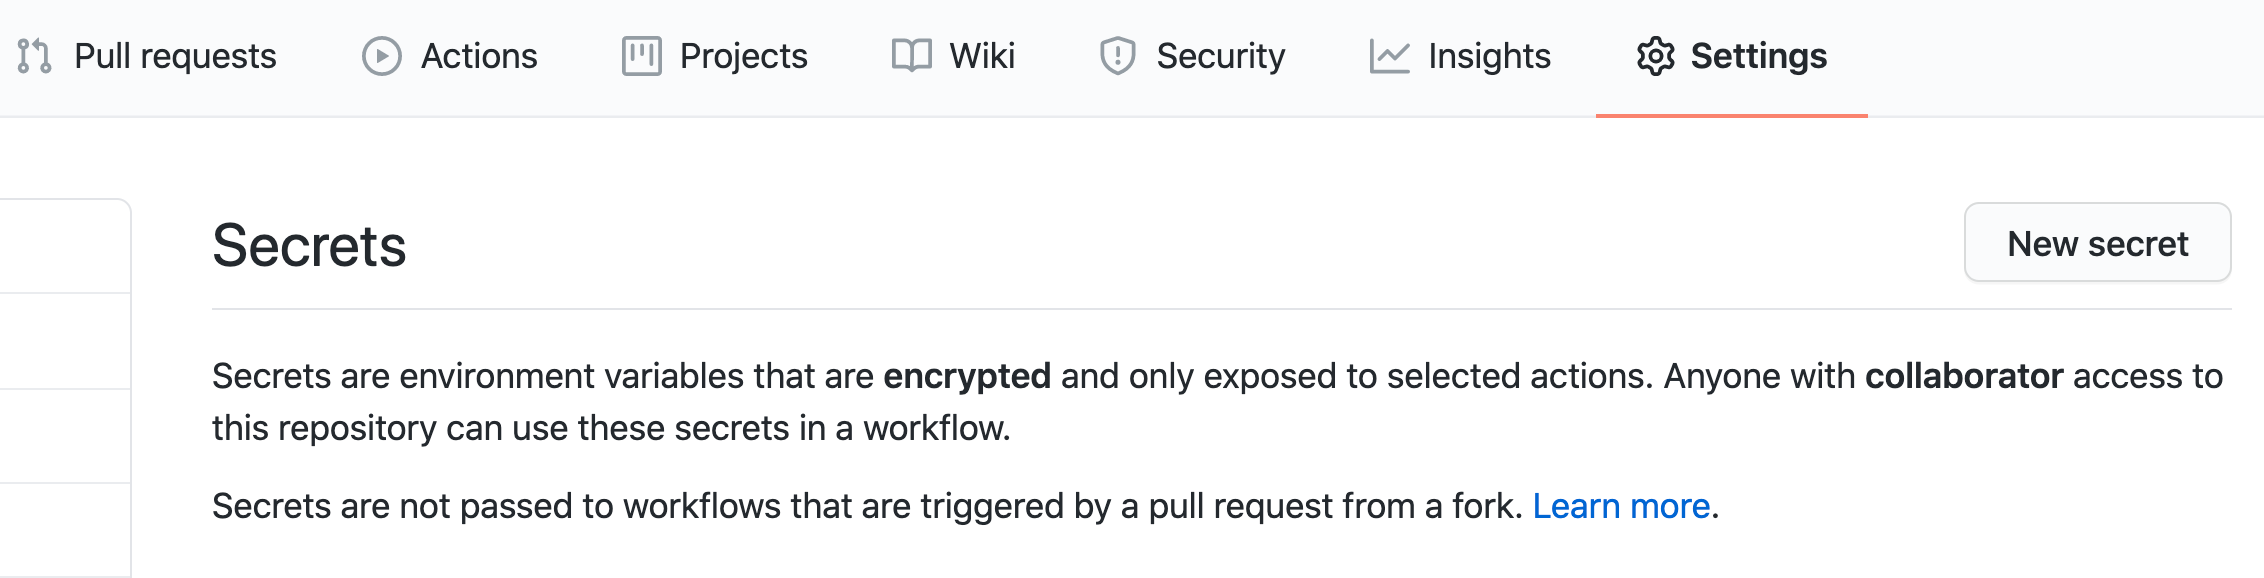 Pull requests Actions Projects Wiki Security Insights Settings
Secrets New secret
Secrets are environment variables that are encrypted and only exposed to selected actions. Anyone with collaborator access to
this repository can use these secrets in a workflow.
Secrets are not passed to workflows that are triggered by a pull request from a fork. Learn more.